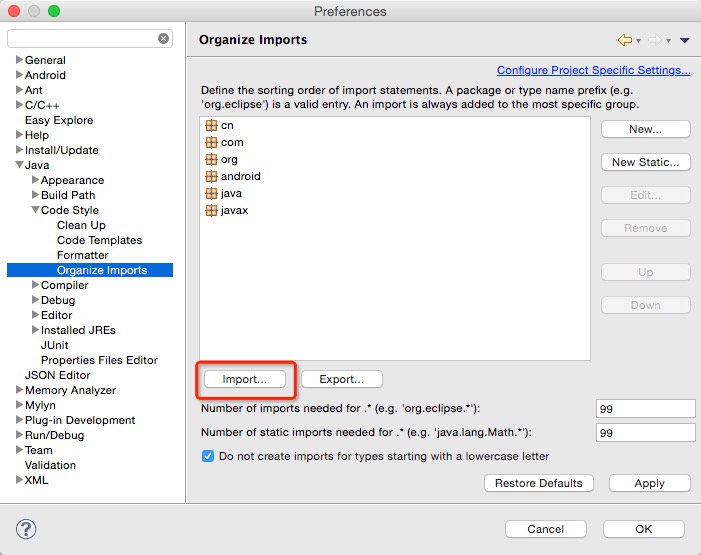 Preferences
Organize Imports
Configure Project Specific Settings...
General
Android
Ant
C/C++
Easy Explore
Help
Install/Update
Java
Appearance
Build Path
Code Style
Clean Up
Code Templates
Formatter
Organize Imports
Compiler
Debug
Editor
Installed JREs
JUnit
Properties Files Editor
JSON Editor
Memory Analyzer
Mylyn
Plug-in Development
Run/Debug
Team
Validation
XML
Define the sorting order of import statements. A package or type name prefix (e.g.
'org.eclipse') is a valid entry. An import is always added to the most specific group.
cn
com
org
android
java
javax
New...
New Static...
Edit...
Remove
Up
Down
Import...
Export...
Number of imports needed for .* (e.g. 'org.eclipse.*'): 99
Number of static imports needed for .* (e.g. 'java.lang.Math.*'): 99
Do not create imports for types starting with a lowercase letter
Restore Defaults
Apply
?
Cancel
OK